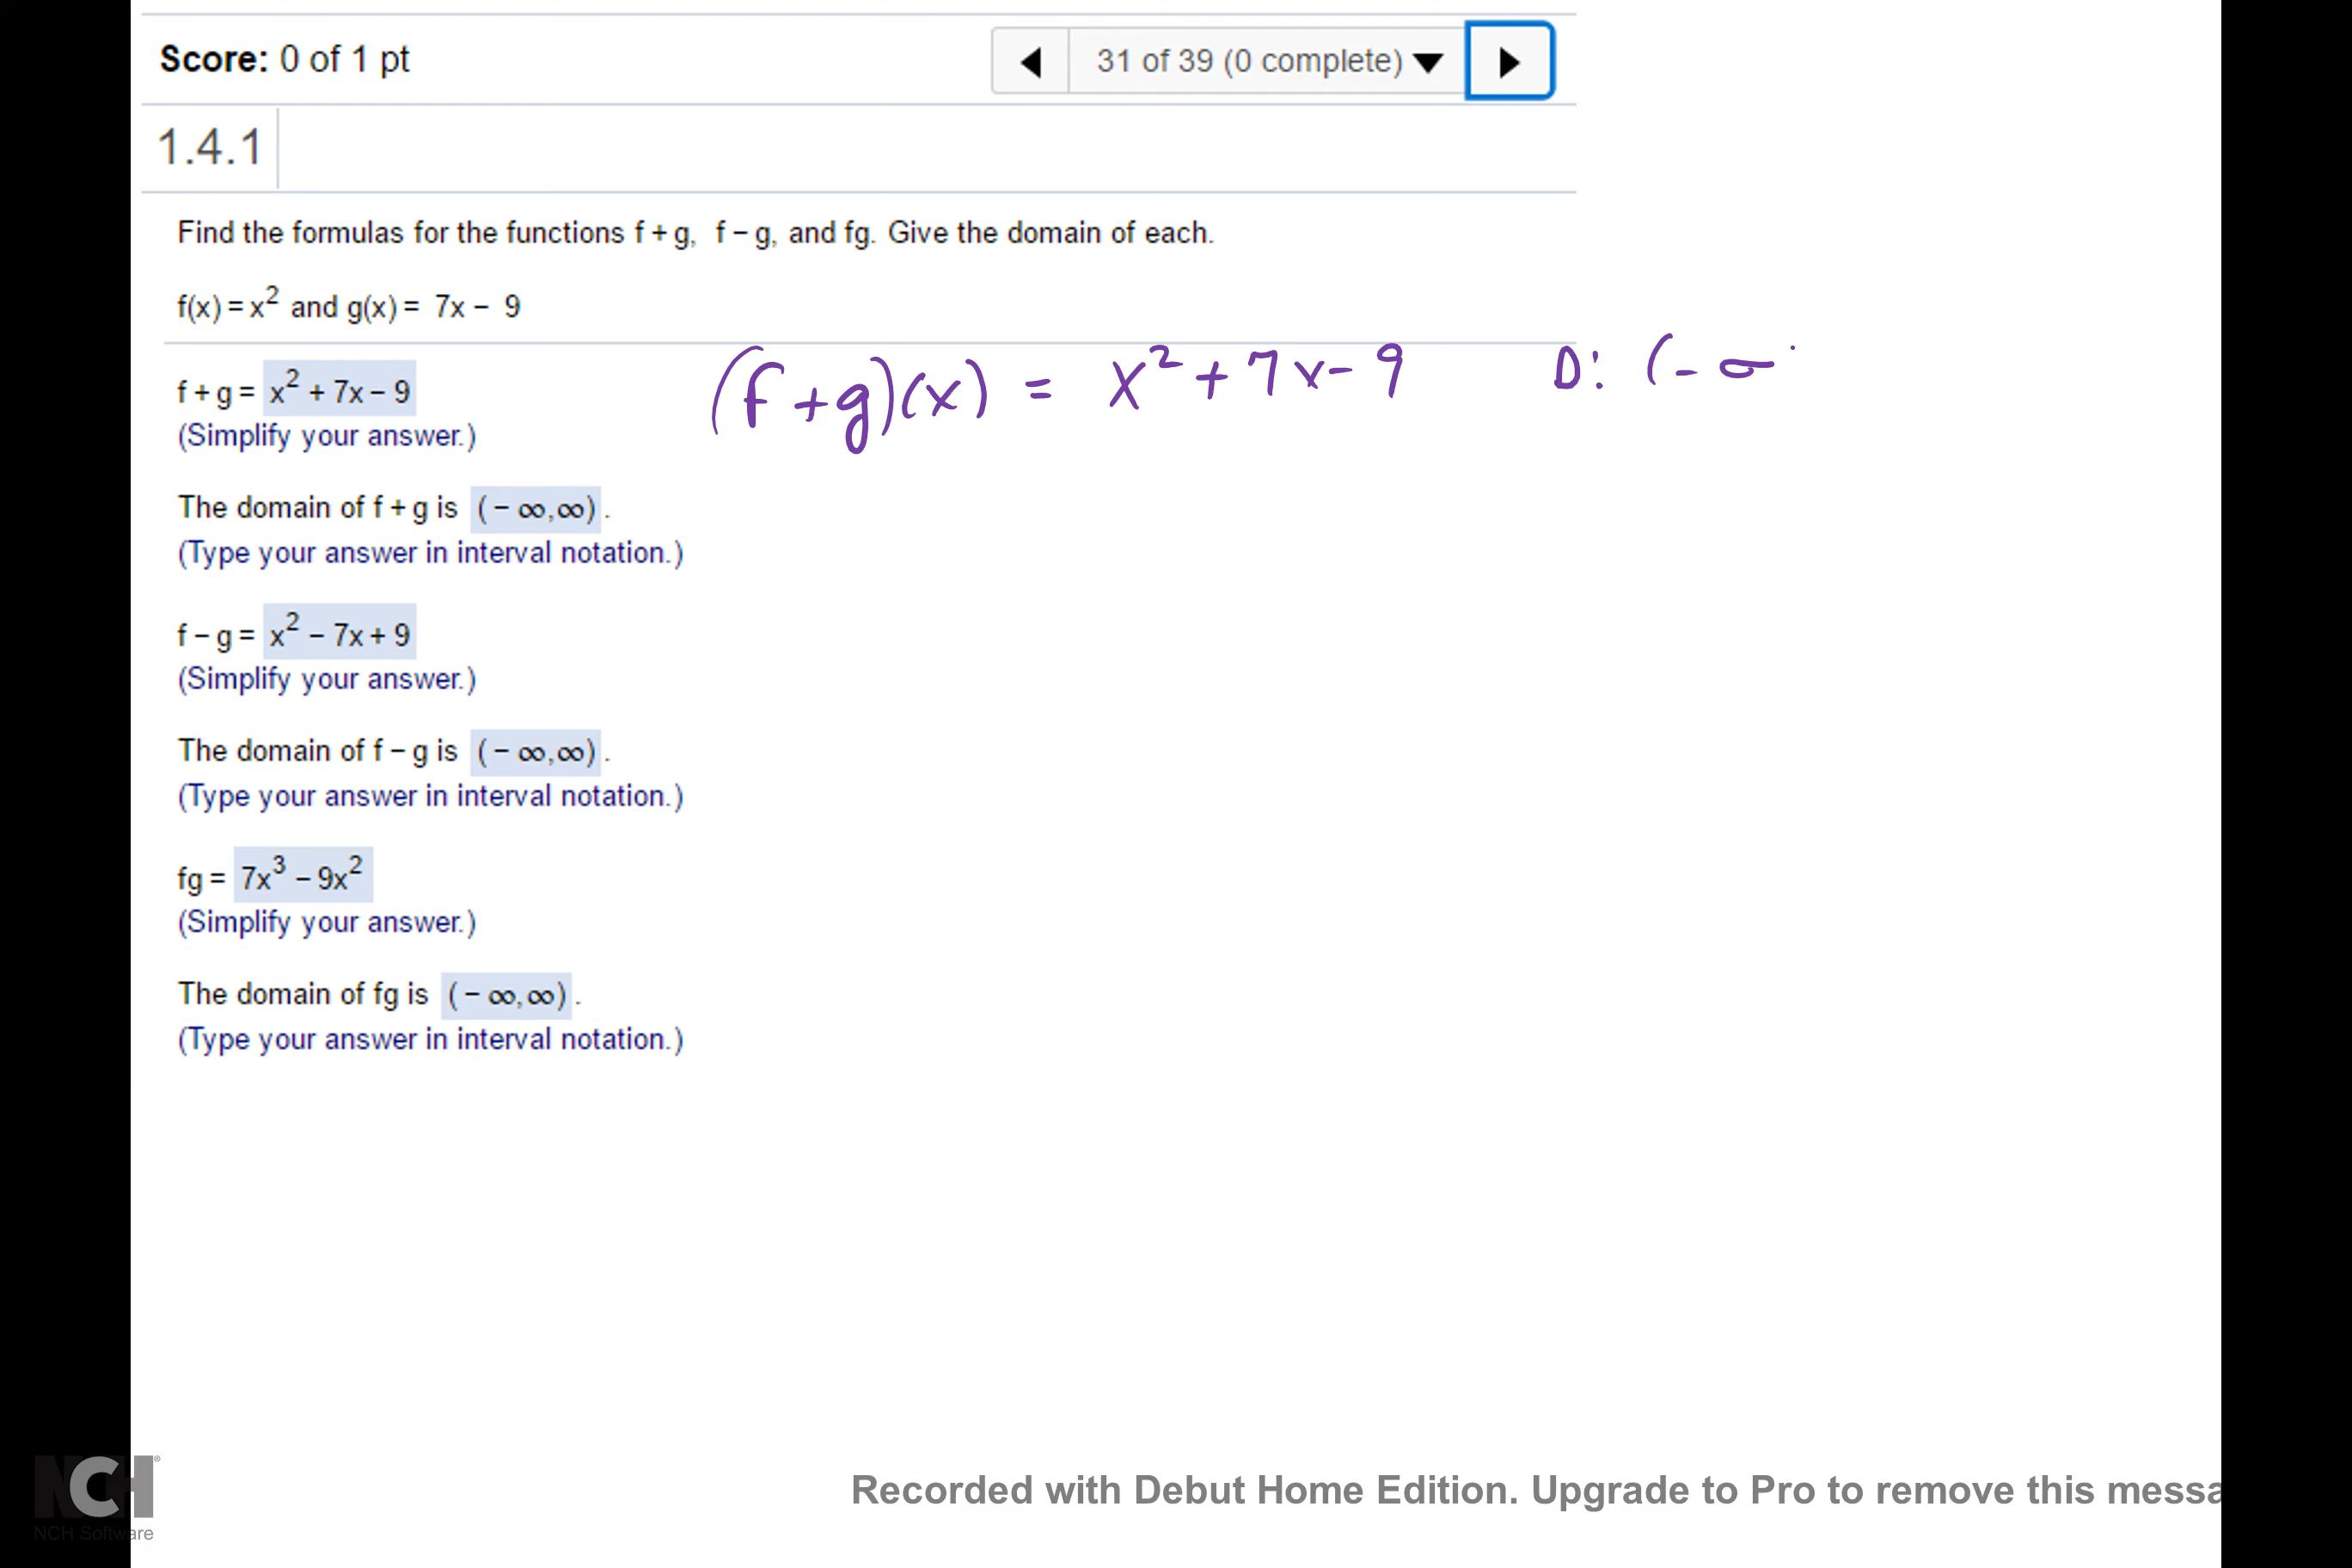 Score: 0 of 1 pt
31 of 39 (0 complete)
1.4.1
Find the formulas for the functions f + g, f − g, and fg. Give the domain of each.
f(x) = x² and g(x) = 7x − 9
f + g = x² + 7x − 9
(f + g)(x) = x² + 7x − 9 D: (− ∞
(Simplify your answer.)
The domain of f + g is (− ∞,∞).
(Type your answer in interval notation.)
f − g = x² − 7x + 9
(Simplify your answer.)
The domain of f − g is (− ∞,∞).
(Type your answer in interval notation.)
fg = 7x³ − 9x²
(Simplify your answer.)
The domain of fg is (− ∞,∞).
(Type your answer in interval notation.)
NCH®
NCH Software
Recorded with Debut Home Edition. Upgrade to Pro to remove this messa